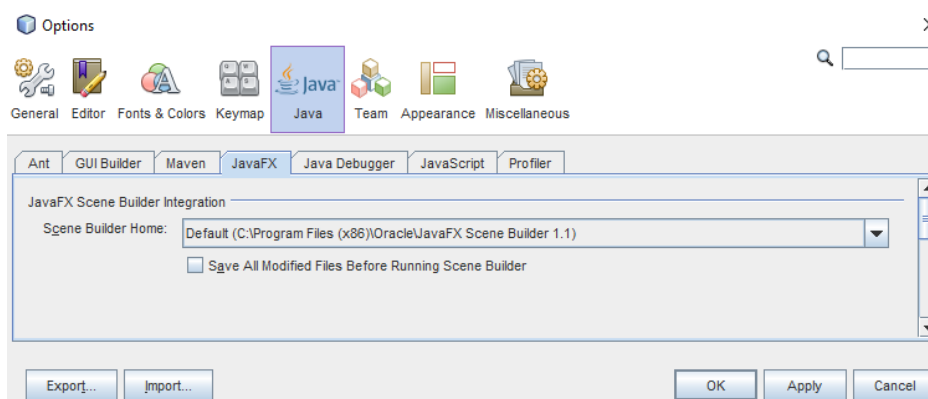 Options
General Editor Fonts & Colors Keymap Java Team Appearance Miscellaneous
Ant GUI Builder Maven JavaFX Java Debugger JavaScript Profiler
JavaFX Scene Builder Integration
Scene Builder Home: Default (C:\Program Files (x86)\Oracle\JavaFX Scene Builder 1.1)
Save All Modified Files Before Running Scene Builder
Export... Import... OK Apply Cancel